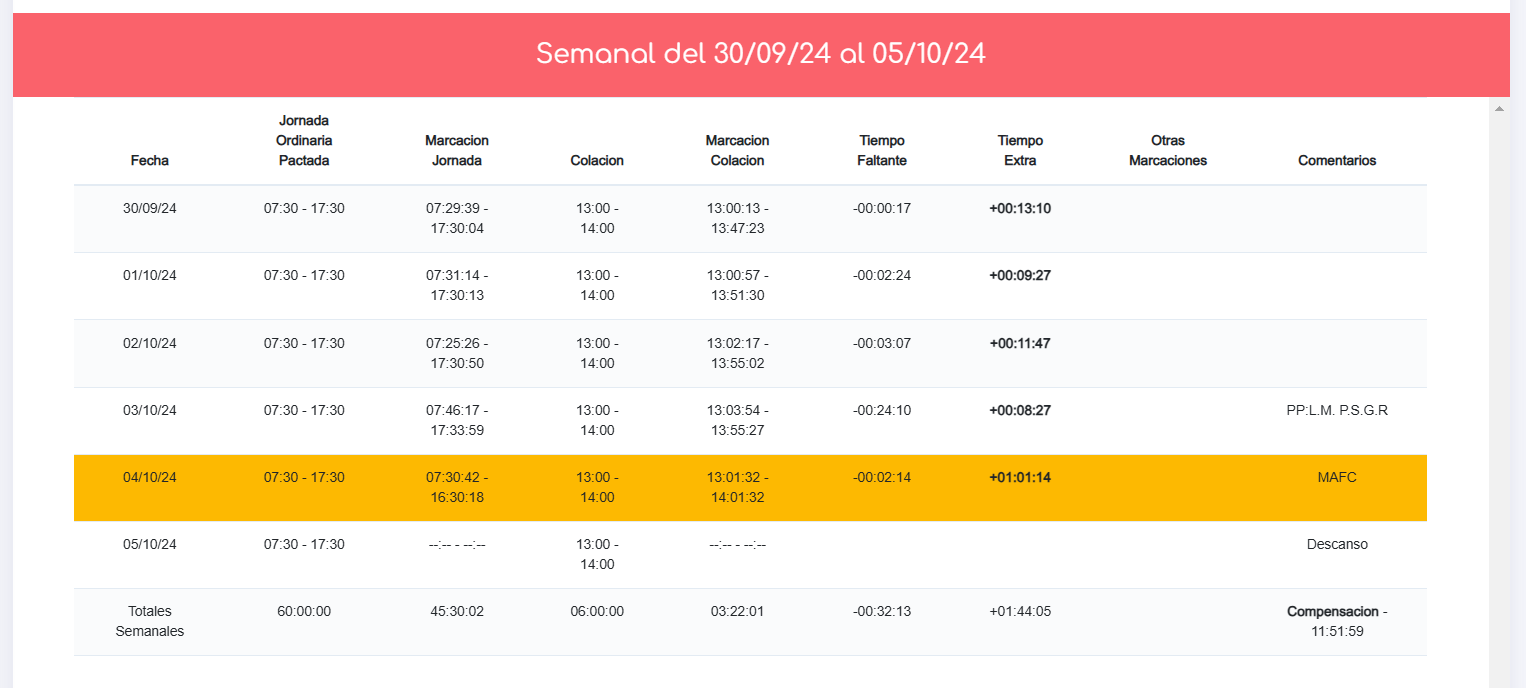 Semanal del 30/09/24 al 05/10/24
Fecha Jornada Ordinaria Pactada Marcacion Jornada Colacion Marcacion Colacion Tiempo Faltante Tiempo Extra Otras Marcaciones Comentarios
30/09/24 07:30 - 17:30 07:29:39 - 17:30:04 13:00 - 14:00 13:00:13 - 13:47:23 -00:00:17 +00:13:10
01/10/24 07:30 - 17:30 07:31:14 - 17:30:13 13:00 - 14:00 13:00:57 - 13:51:30 -00:02:24 +00:09:27
02/10/24 07:30 - 17:30 07:25:26 - 17:30:50 13:00 - 14:00 13:02:17 - 13:55:02 -00:03:07 +00:11:47
03/10/24 07:30 - 17:30 07:46:17 - 17:33:59 13:00 - 14:00 13:03:54 - 13:55:27 -00:24:10 +00:08:27 PP:L.M. P.S.G.R
04/10/24 07:30 - 17:30 07:30:42 - 16:30:18 13:00 - 14:00 13:01:32 - 14:01:32 -00:02:14 +01:01:14 MAFC
05/10/24 07:30 - 17:30 --:-- - --:-- 13:00 - 14:00 --:-- - --:-- Descanso
Totales Semanales 60:00:00 45:30:02 06:00:00 03:22:01 -00:32:13 +01:44:05 Compensacion - 11:51:59